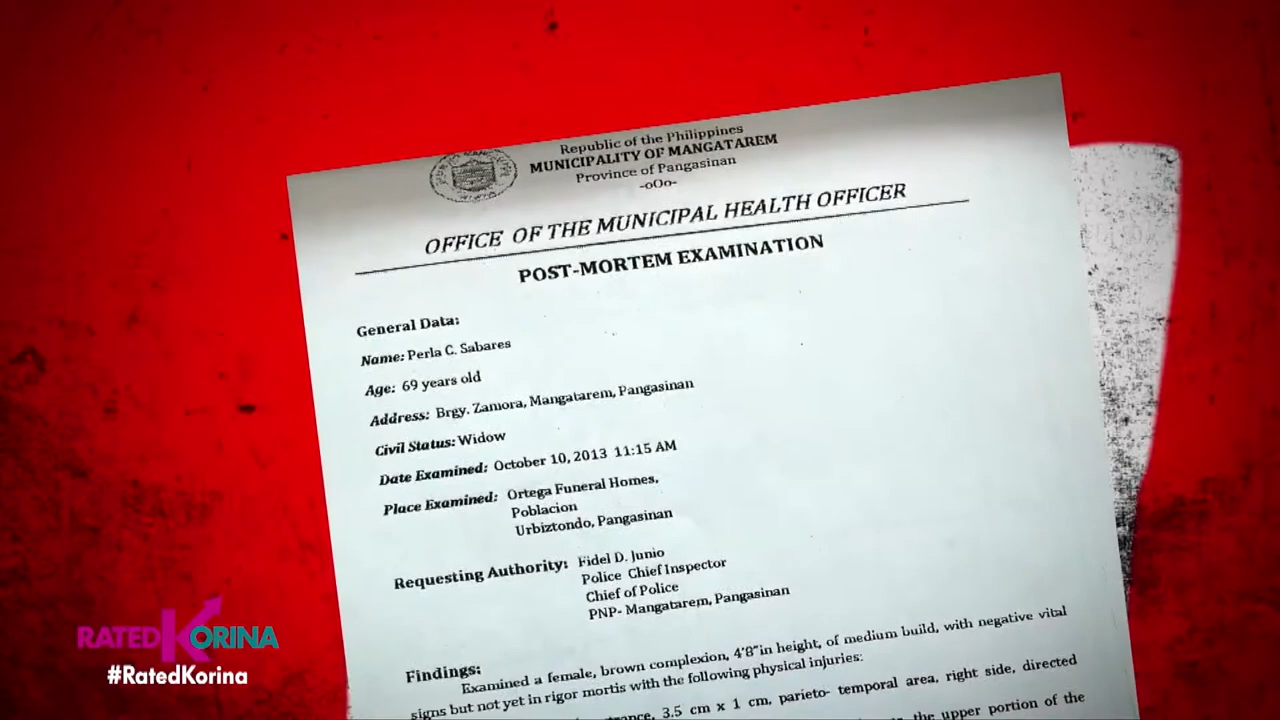 Republic of the Philippines
MUNICIPALITY OF MANGATAREM
Province of Pangasinan
-oOo-
OFFICE OF THE MUNICIPAL HEALTH OFFICER
POST-MORTEM EXAMINATION
General Data:
Name: Perla C. Sabares
Age: 69 years old
Address: Brgy. Zamora, Mangatarem, Pangasinan
Civil Status: Widow
Date Examined: October 10, 2013 11:15 AM
Place Examined: Ortega Funeral Homes,
Poblacion
Urbiztondo, Pangasinan
Requesting Authority: Fidel D. Junio
Police Chief Inspector
Chief of Police
PNP- Mangatarem, Pangasinan
Findings:
Examined a female, brown complexion, 4'8" in height, of medium build, with negative vital
signs but not yet in rigor mortis with the following physical injuries:
3.5 cm x 1 cm, parieto- temporal area, right side, directed
the upper portion of the
RATED KORINA
#RatedKorina